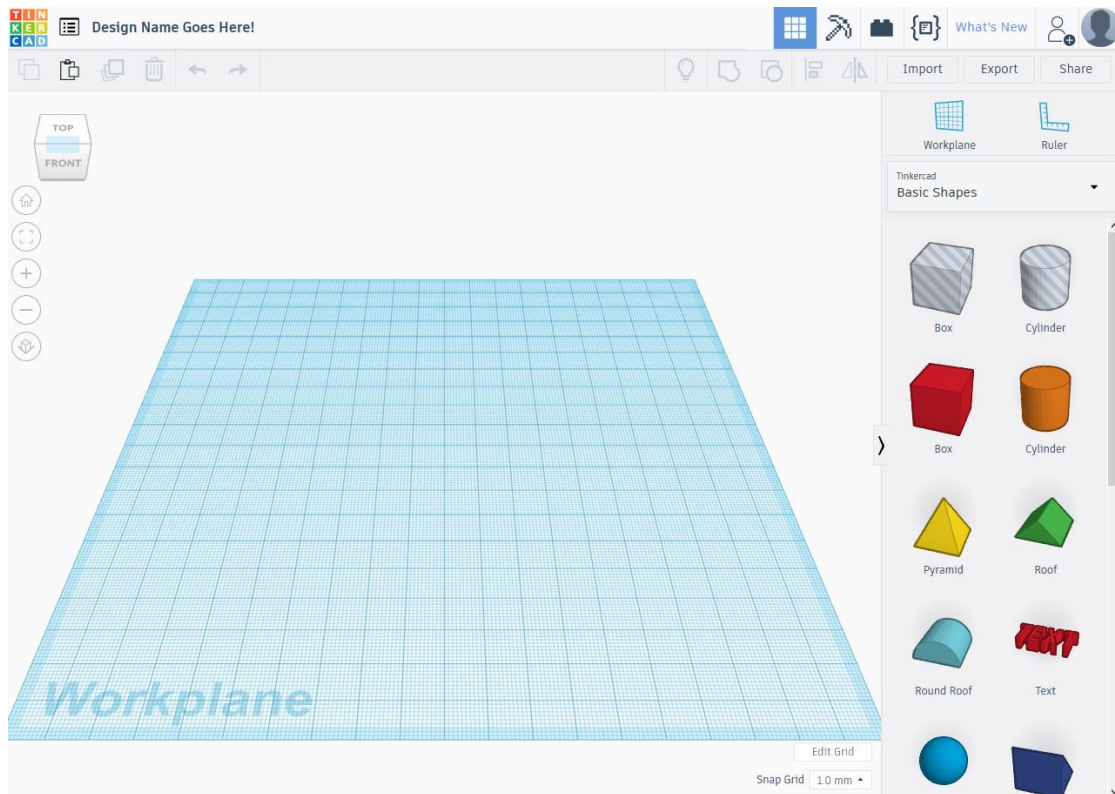 TIN
KER
CAD
Design Name Goes Here!
What's New
Import Export Share
TOP
FRONT
Workplane Ruler
Tinkercad
Basic Shapes
Box Cylinder
Box Cylinder
Pyramid Roof
TEXT
Round Roof Text
Workplane
Edit Grid
Snap Grid 1.0 mm